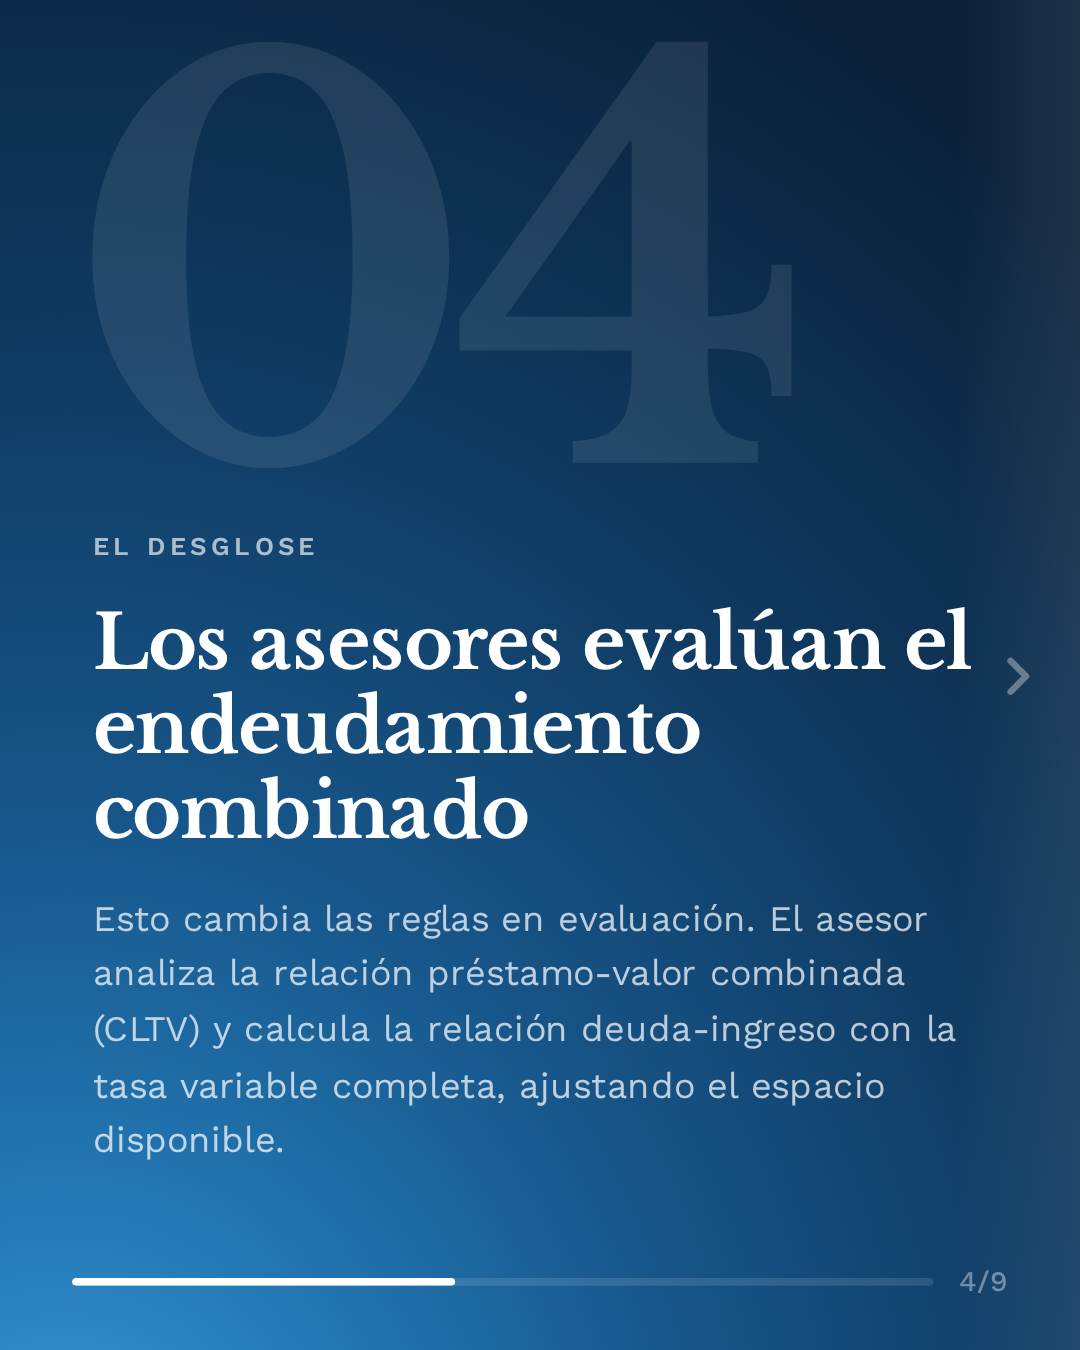 04
EL DESGLOSE
Los asesores evalúan el
endeudamiento
combinado
Esto cambia las reglas en evaluación. El asesor
analiza la relación préstamo-valor combinada
(CLTV) y calcula la relación deuda-ingreso con la
tasa variable completa, ajustando el espacio
disponible.
4/9